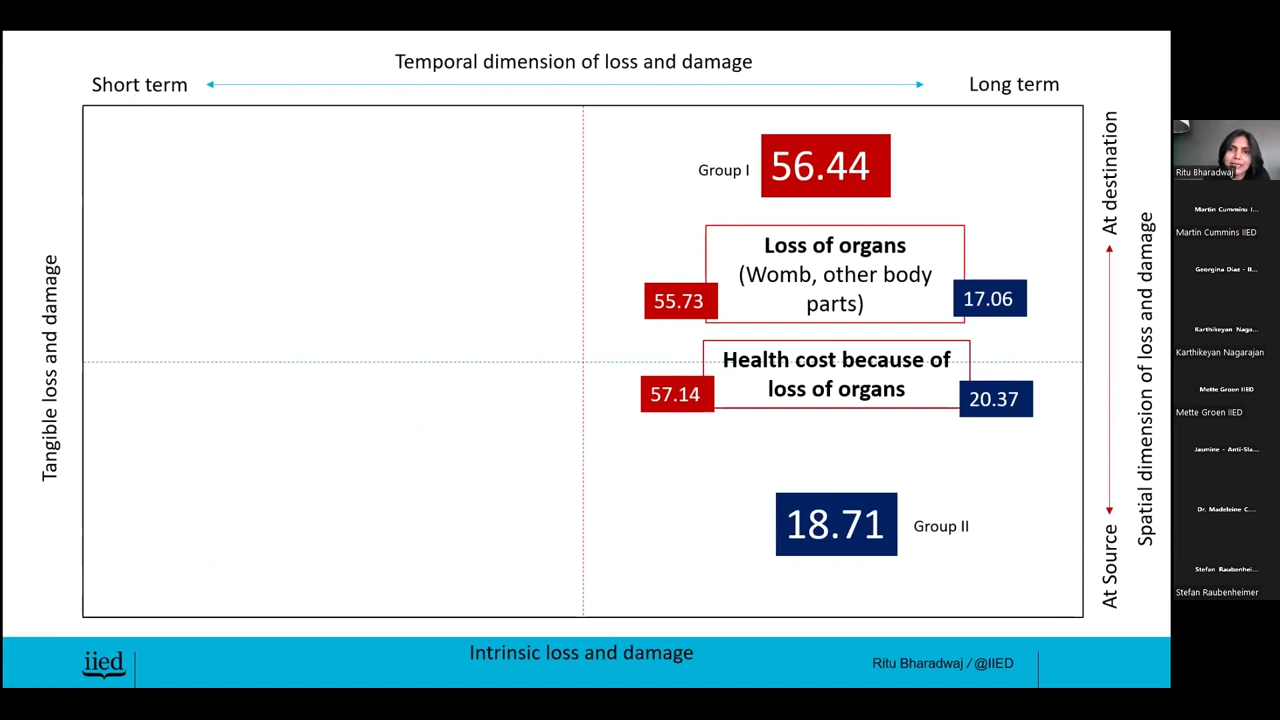 Temporal dimension of loss and damage
Short term
Long term
Group I
56.44
Loss of organs
(Womb, other body
parts)
55.73
17.06
Health cost because of
loss of organs
57.14
20.37
18.71
Group II
Tangible loss and damage
At destination
Spatial dimension of loss and damage
At Source
Intrinsic loss and damage
iied
Ritu Bharadwaj / @IIED
Ritu Bharadwaj
Martin Cummins I...
Martin Cummins IIED
Georgina Diaz - II...
Karthikeyan Naga...
Karthikeyan Nagarajan
Mette Groen IIED
Mette Groen IIED
Jasmine - Anti-Sla...
Dr. Madeleine C....
Stefan Raubenhei...
Stefan Raubenheimer